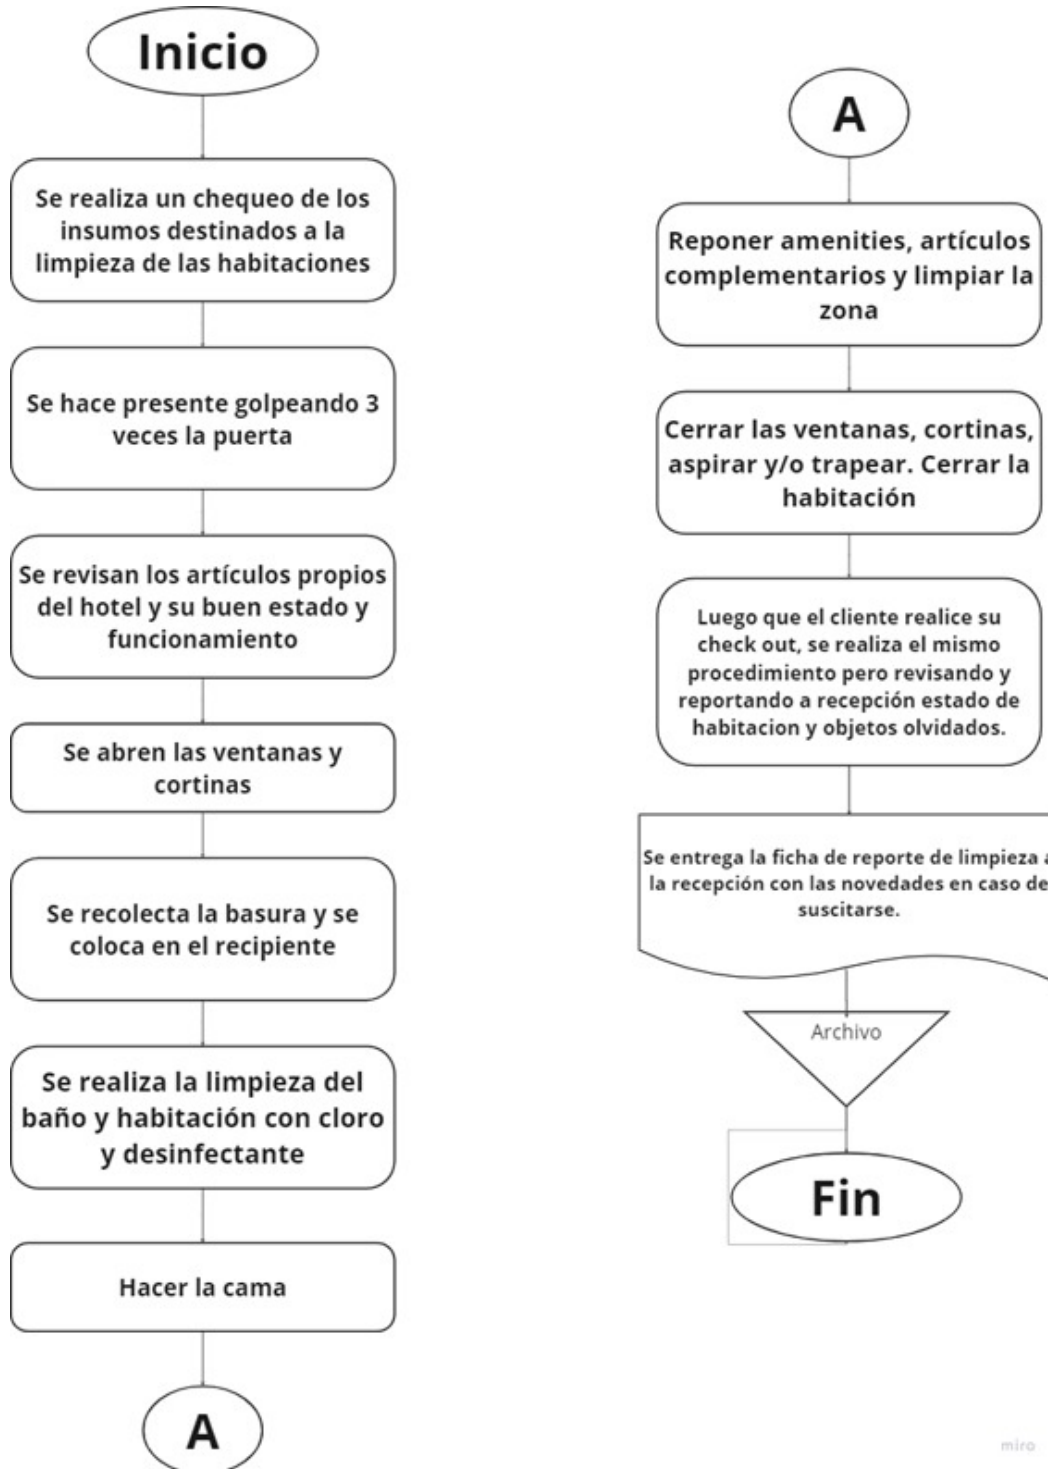 Inicio
Se realiza un chequeo de los
insumos destinados a la
limpieza de las habitaciones
Se hace presente golpeando 3
veces la puerta
Se revisan los artículos propios
del hotel y su buen estado y
funcionamiento
Se abren las ventanas y
cortinas
Se recolecta la basura y se
coloca en el recipiente
Se realiza la limpieza del
baño y habitación con cloro
y desinfectante
Hacer la cama
A
A
Reponer amenities, artículos
complementarios y limpiar la
zona
Cerrar las ventanas, cortinas,
aspirar y/o trapear. Cerrar la
habitación
Luego que el cliente realice su
check out, se realiza el mismo
procedimiento pero revisando y
reportando a recepción estado de
habitacion y objetos olvidados.
Se entrega la ficha de reporte de limpieza a
la recepción con las novedades en caso de
suscitarse.
Archivo
Fin
miro